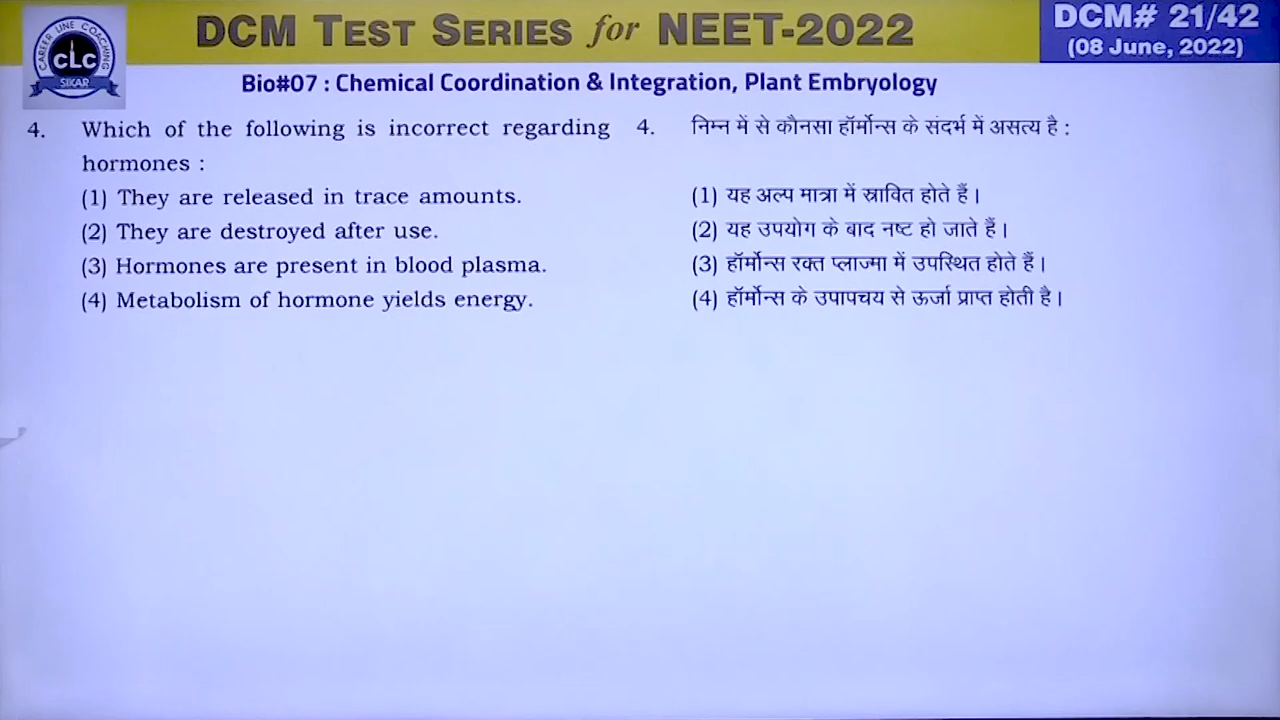 CAREER LINE COACHING
cLc
SIKAR
DCM TEST SERIES for NEET-2022
DCM# 21/42
(08 June, 2022)
Bio#07 : Chemical Coordination & Integration, Plant Embryology
4. Which of the following is incorrect regarding
hormones :
(1) They are released in trace amounts.
(2) They are destroyed after use.
(3) Hormones are present in blood plasma.
(4) Metabolism of hormone yields energy.
4. निम्न में से कौनसा हॉर्मोन्स के संदर्भ में असत्य है :
(1) यह अल्प मात्रा में स्रावित होते हैं।
(2) यह उपयोग के बाद नष्ट हो जाते हैं।
(3) हॉर्मोन्स रक्त प्लाज्मा में उपस्थित होते हैं।
(4) हॉर्मोन्स के उपापचय से ऊर्जा प्राप्त होती है।